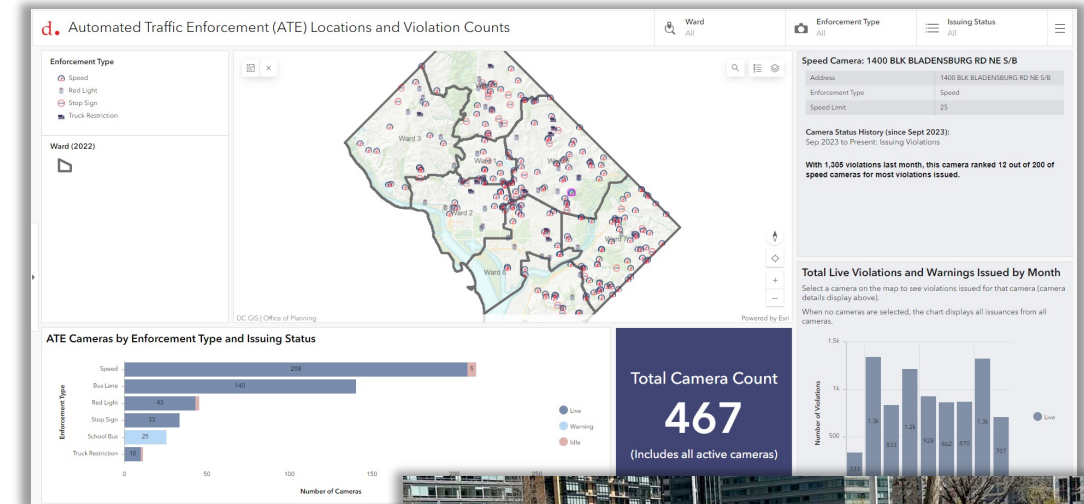 d. Automated Traffic Enforcement (ATE) Locations and Violation Counts
Ward
All
Enforcement Type
All
Issuing Status
All
Enforcement Type
Speed
Red Light
Stop Sign
Truck Restriction
Ward (2022)
Ward 3
Ward 1
Ward 2
Ward 7
Ward 6
DC GIS | Office of Planning
Powered by Esri
Speed Camera: 1400 BLK BLADENSBURG RD NE S/B
Address 1400 BLK BLADENSBURG RD NE S/B
Enforcement Type Speed
Speed Limit 25
Camera Status History (since Sept 2023):
Sep 2023 to Present: Issuing Violations
With 1,305 violations last month, this camera ranked 12 out of 200 of
speed cameras for most violations issued.
ATE Cameras by Enforcement Type and Issuing Status
Enforcement Type
Speed 208 5
Bus Lane 140
Red Light 43
Stop Sign 33
School Bus 25
Truck Restriction 10
0 50 100 150 200 250
Number of Cameras
Live
Warning
Idle
Total Camera Count
467
(Includes all active cameras)
Total Live Violations and Warnings Issued by Month
Select a camera on the map to see violations issued for that camera (camera
details display above).
When no cameras are selected, the chart displays all issuances from all
cameras.
Number of Violations
1.5k
1k
500
333 1.3k 833 1.2k 928 862 870 1.3k 707
Live